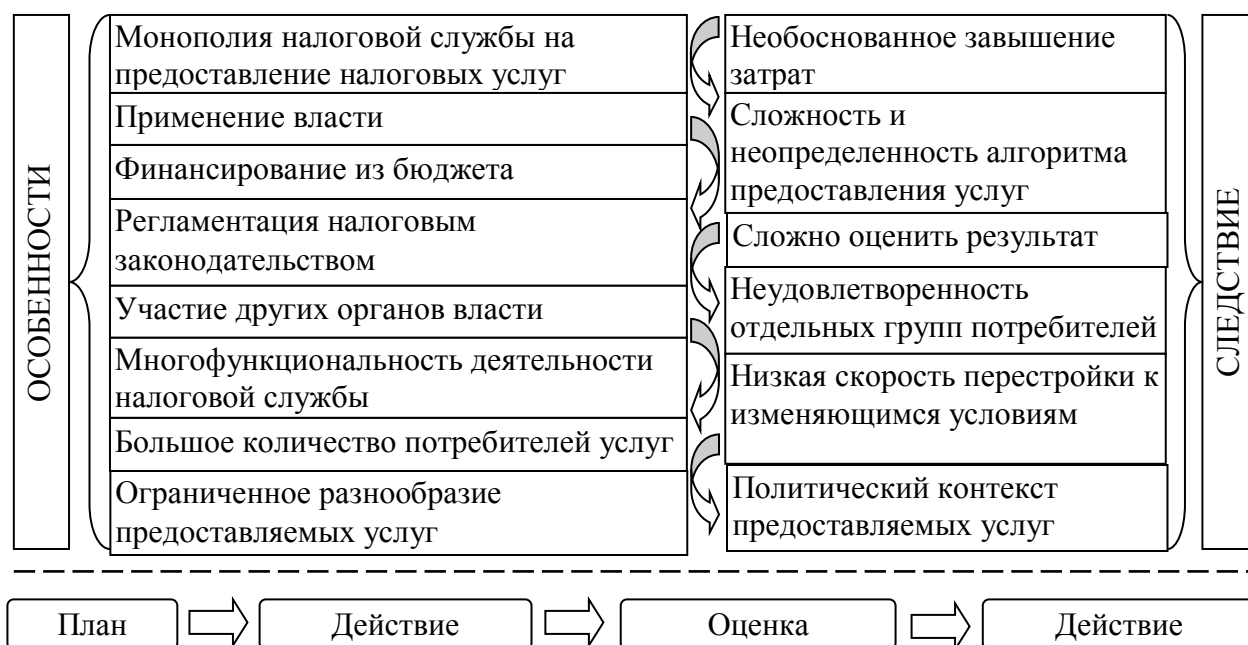 ОСОБЕННОСТИ
Монополия налоговой службы на
предоставление налоговых услуг
Применение власти
Финансирование из бюджета
Регламентация налоговым
законодательством
Участие других органов власти
Многофункциональность деятельности
налоговой службы
Большое количество потребителей услуг
Ограниченное разнообразие
предоставляемых услуг
Необоснованное завышение
затрат
Сложность и
неопределенность алгоритма
предоставления услуг
Сложно оценить результат
Неудовлетворенность
отдельных групп потребителей
Низкая скорость перестройки к
изменяющимся условиям
Политический контекст
предоставляемых услуг
СЛЕДСТВИЕ
План
Действие
Оценка
Действие